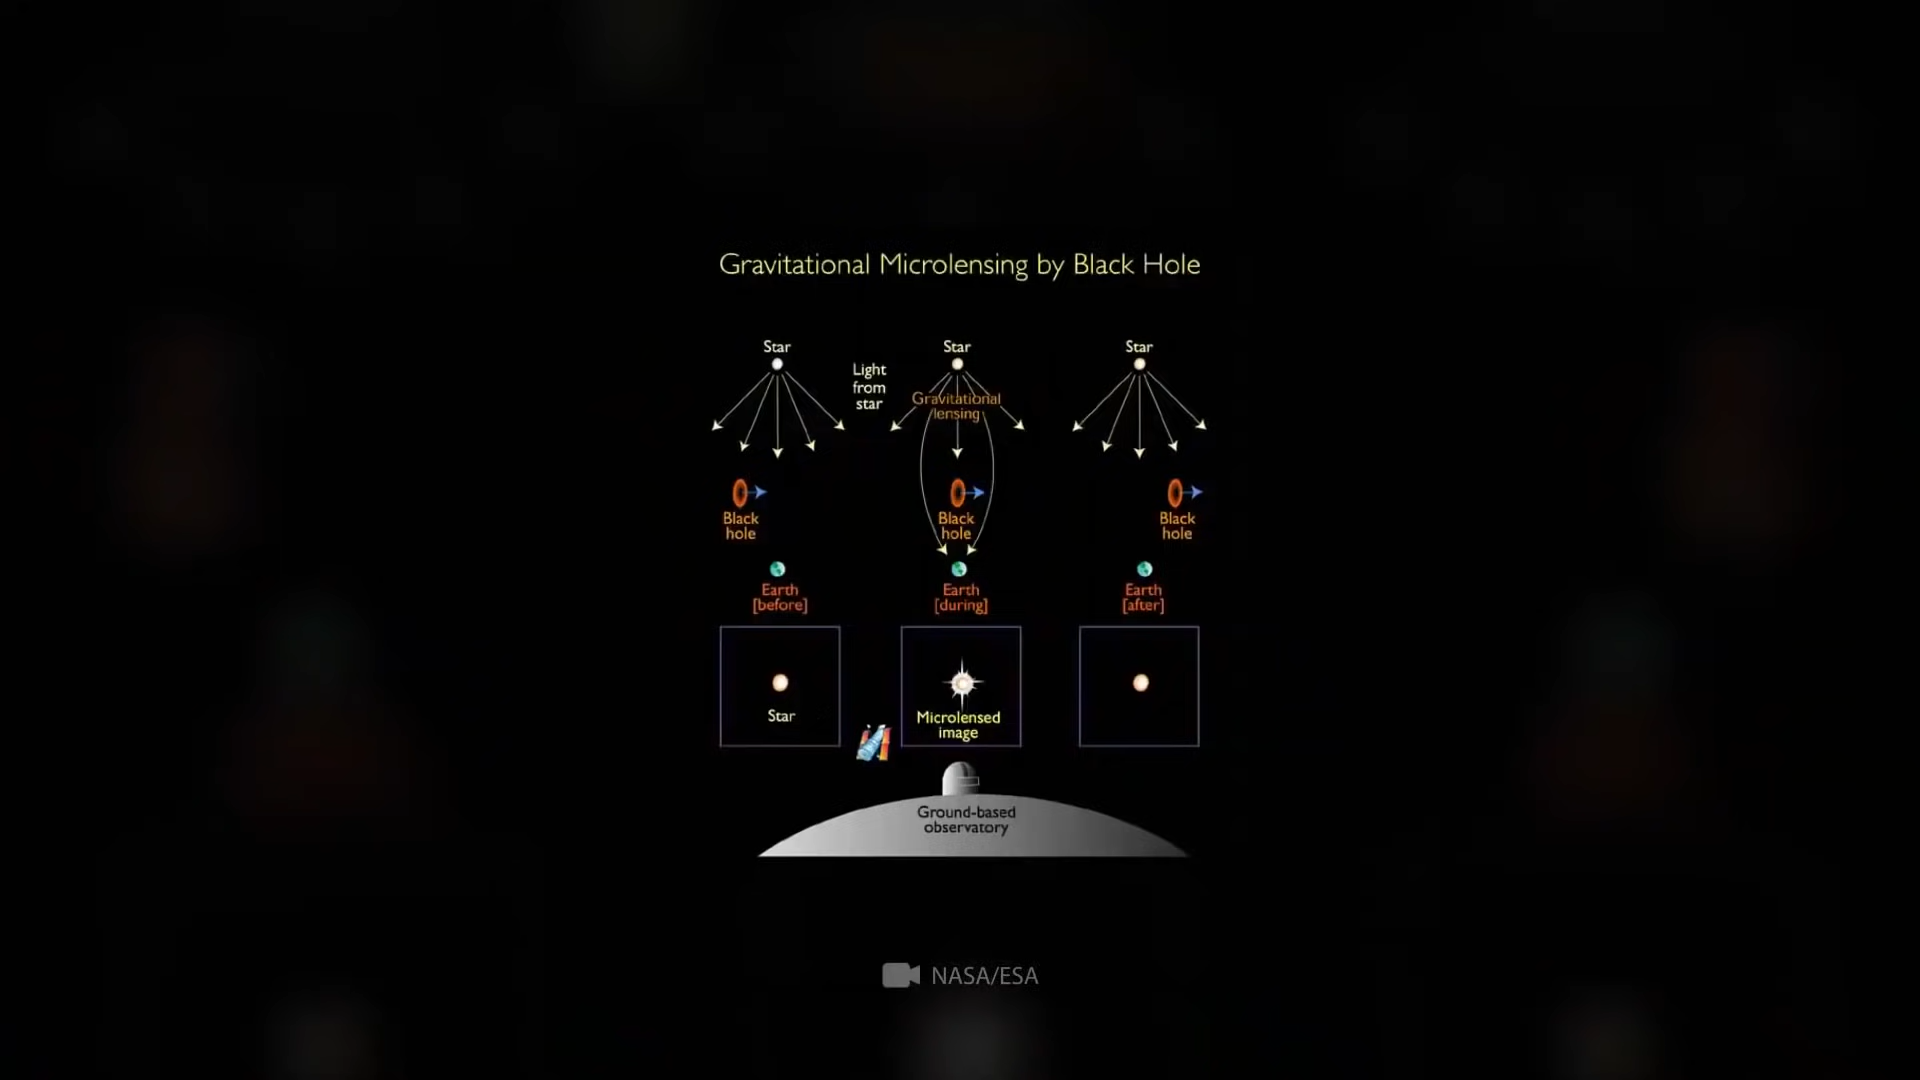 Gravitational Microlensing by Black Hole
Star
Star
Star
Light
from
star
Gravitational
lensing
Black
hole
Black
hole
Black
hole
Earth
[before]
Earth
[during]
Earth
[after]
Star
Microlensed
image
Ground-based
observatory
NASA/ESA